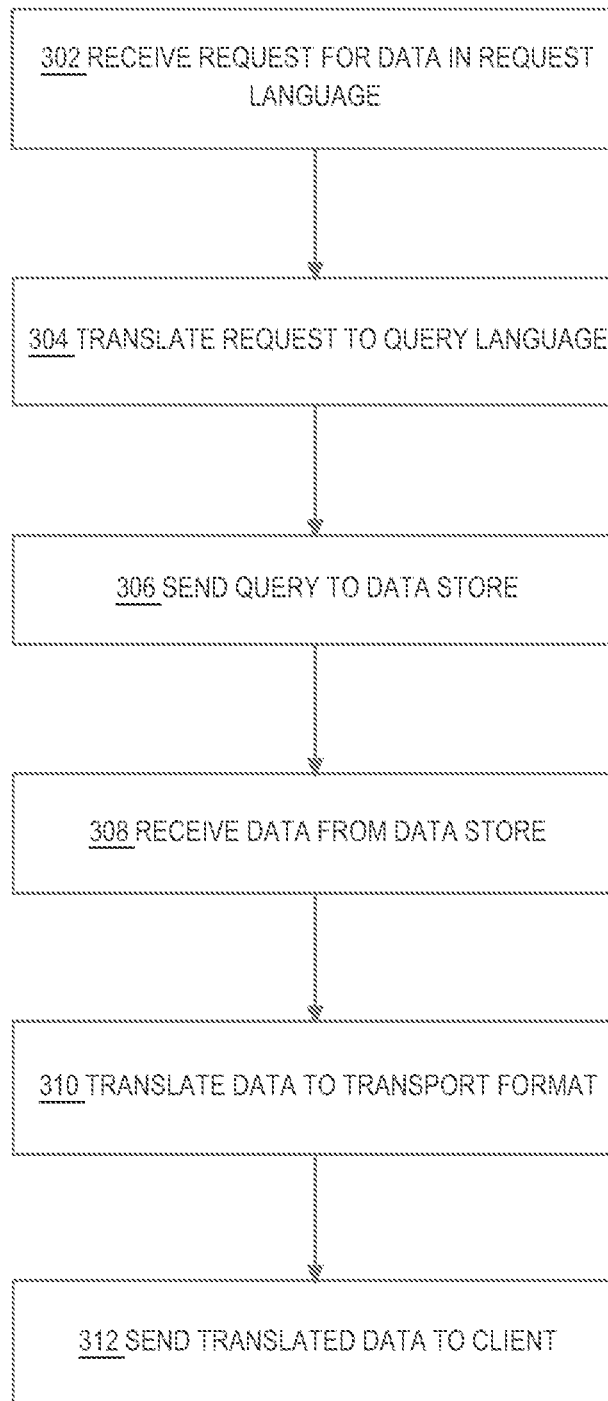 302 RECEIVE REQUEST FOR DATA IN REQUEST
LANGUAGE
304 TRANSLATE REQUEST TO QUERY LANGUAGE
306 SEND QUERY TO DATA STORE
308 RECEIVE DATA FROM DATA STORE
310 TRANSLATE DATA TO TRANSPORT FORMAT
312 SEND TRANSLATED DATA TO CLIENT